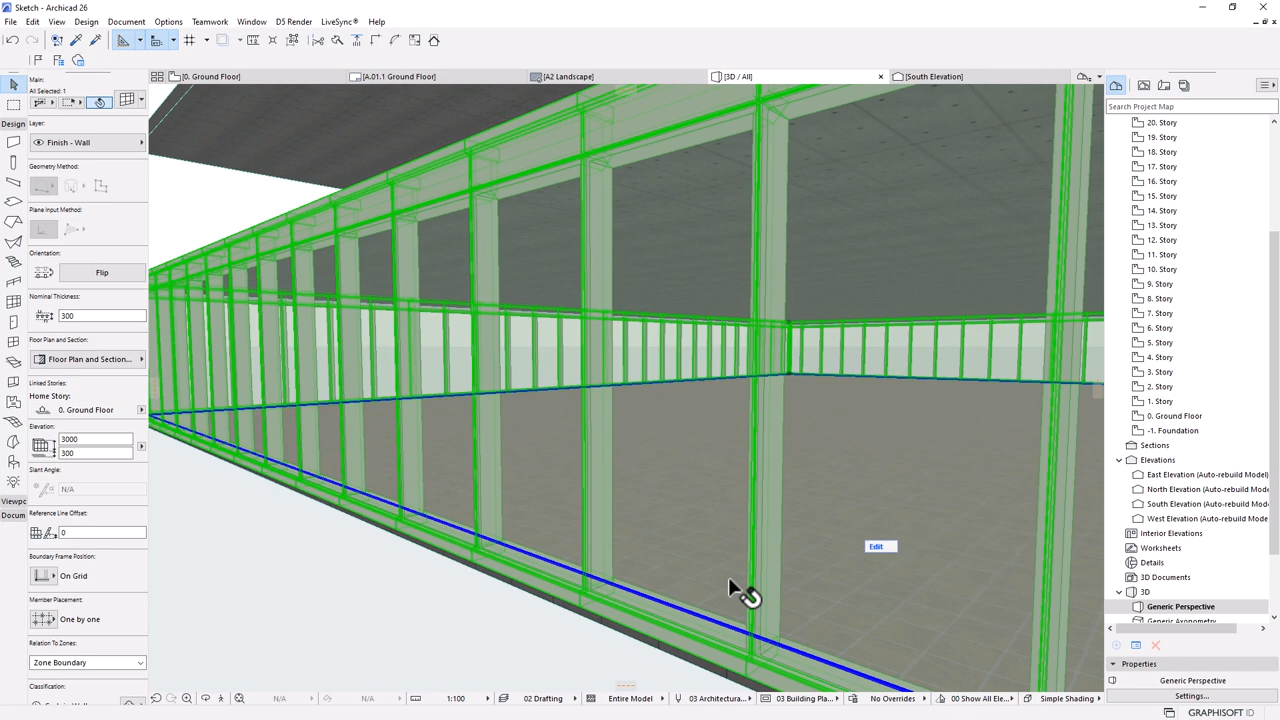 Sketch - Archicad 26
File Edit View Design Document Options Teamwork Window D5 Render LiveSync® Help
[0. Ground Floor]
[A.01.1 Ground Floor]
[A2 Landscape]
[3D / All]
[South Elevation]
Main:
All Selected: 1
Design
Layer:
Finish - Wall
Geometry Method:
Plane Input Method:
Orientation:
Flip
Nominal Thickness:
300
Floor Plan and Section:
Floor Plan and Section...
Linked Stories:
Home Story:
0. Ground Floor
Elevation:
3000
300
Slant Angle:
N/A
Viewpc
Docum
Reference Line Offset:
0
Boundary Frame Position:
On Grid
Member Placement:
One by one
Relation To Zones:
Zone Boundary
Classification:
Edit
Search Project Map
20. Story
19. Story
18. Story
17. Story
16. Story
15. Story
14. Story
13. Story
12. Story
11. Story
10. Story
9. Story
8. Story
7. Story
6. Story
5. Story
4. Story
3. Story
2. Story
1. Story
0. Ground Floor
-1. Foundation
Sections
Elevations
East Elevation (Auto-rebuild Model)
North Elevation (Auto-rebuild Mode
South Elevation (Auto-rebuild Mode
West Elevation (Auto-rebuild Mode
Interior Elevations
Worksheets
Details
3D Documents
3D
Generic Perspective
Generic Axonometry
Properties
Generic Perspective
Settings...
N/A
N/A
1:100
02 Drafting
Entire Model
03 Architectura...
03 Building Pla...
No Overrides
00 Show All Ele...
Simple Shading
GRAPHISOFT ID